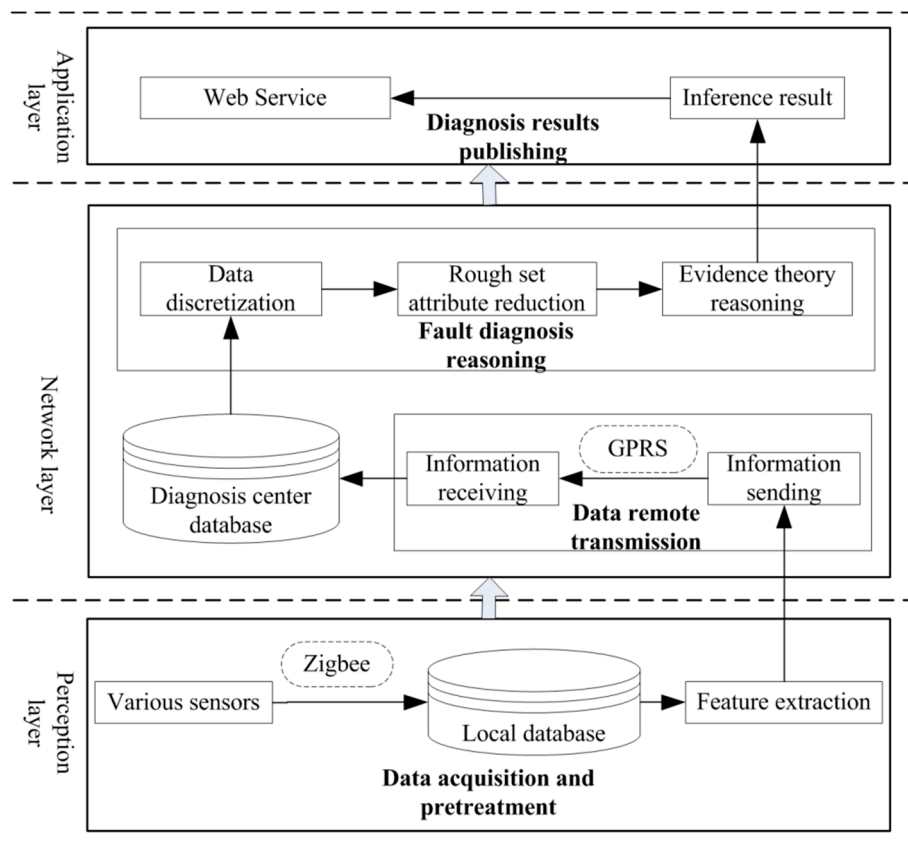 Application
layer
Web Service
Inference result
Diagnosis results
publishing
Network layer
Data
discretization
Rough set
attribute reduction
Evidence theory
reasoning
Fault diagnosis
reasoning
Diagnosis center
database
Information
receiving
GPRS
Information
sending
Data remote
transmission
Perception
layer
Various sensors
Zigbee
Local database
Feature extraction
Data acquisition and
pretreatment